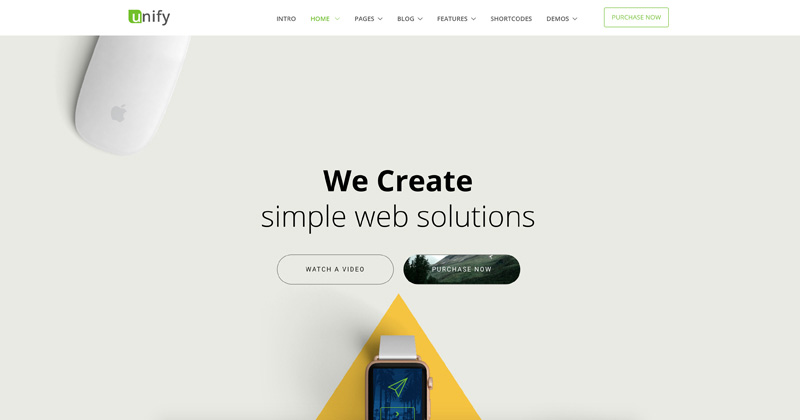 unify
INTRO HOME PAGES BLOG FEATURES SHORTCODES DEMOS PURCHASE NOW
We Create
simple web solutions
WATCH A VIDEO PURCHASE NOW